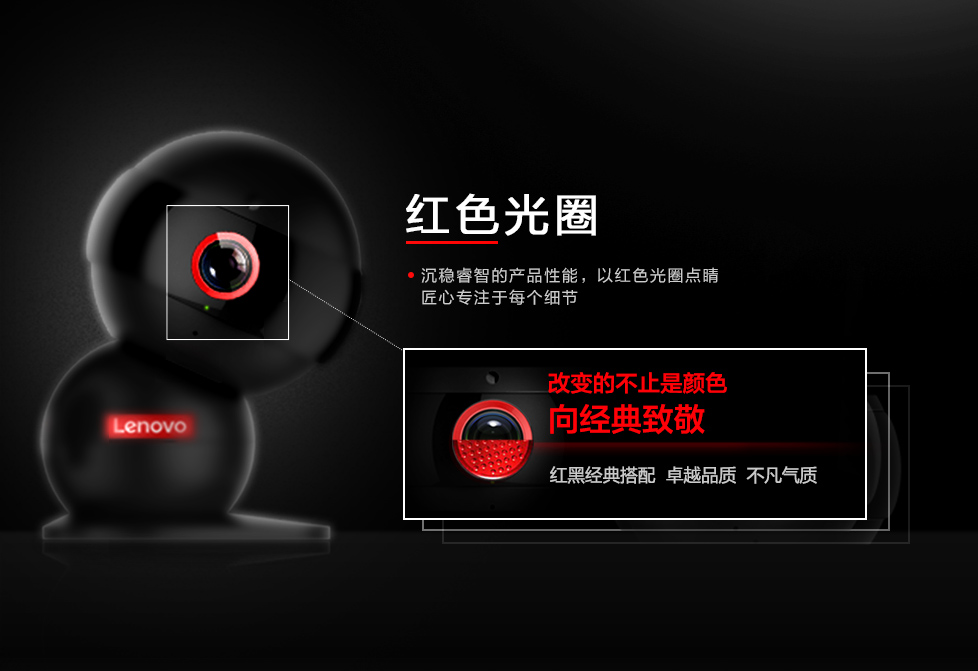 红色光圈
沉稳睿智的产品性能，以红色光圈点睛
匠心专注于每个细节
Lenovo
改变的不止是颜色
向经典致敬
红黑经典搭配 卓越品质 不凡气质